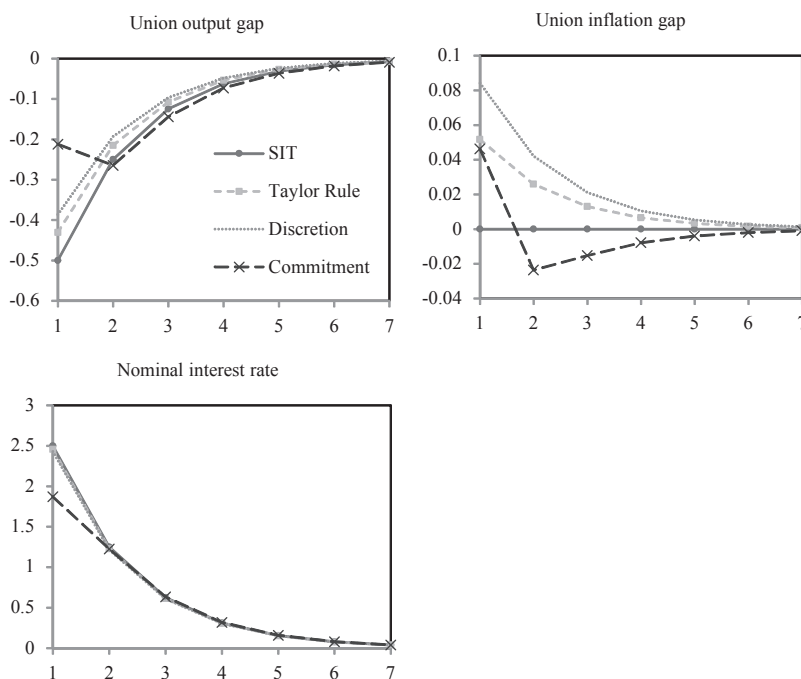 Union output gap
0
-0.1
-0.2
-0.3
-0.4
-0.5
-0.6
1 2 3 4 5 6 7
SIT
Taylor Rule
Discretion
Commitment
Union inflation gap
0.1
0.08
0.06
0.04
0.02
0
-0.02
-0.04
1 2 3 4 5 6 7
Nominal interest rate
3
2.5
2
1.5
1
0.5
0
1 2 3 4 5 6 7